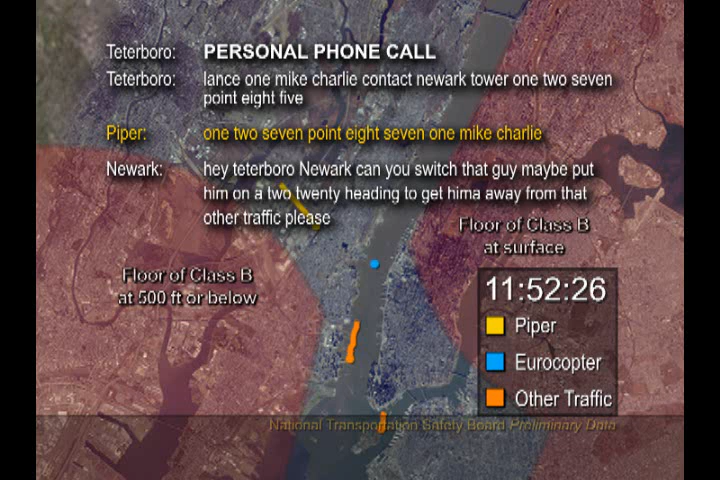 Teterboro: PERSONAL PHONE CALL
Teterboro: lance one mike charlie contact newark tower one two seven
point eight five
Piper: one two seven point eight seven one mike charlie
Newark: hey teterboro Newark can you switch that guy maybe put
him on a two twenty heading to get hima away from that
other traffic please
Floor of Class B
at surface
Floor of Class B
at 500 ft or below
11:52:26
Piper
Eurocopter
Other Traffic
National Transportation Safety Board Preliminary Data